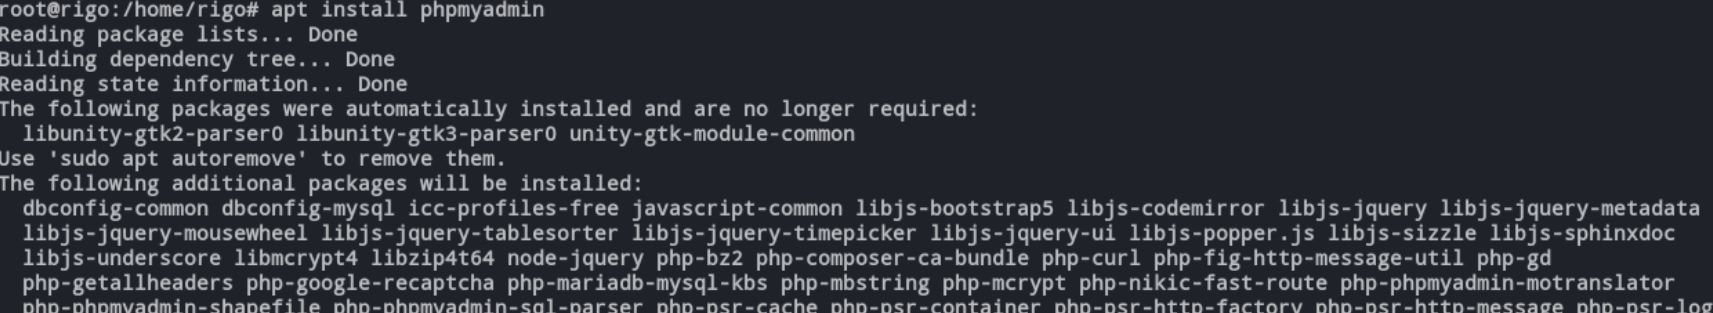 root@rigo:/home/rigo# apt install phpmyadmin
Reading package lists... Done
Building dependency tree... Done
Reading state information... Done
The following packages were automatically installed and are no longer required:
  libunity-gtk2-parser0 libunity-gtk3-parser0 unity-gtk-module-common
Use 'sudo apt autoremove' to remove them.
The following additional packages will be installed:
  dbconfig-common dbconfig-mysql icc-profiles-free javascript-common libjs-bootstrap5 libjs-codemirror libjs-jquery libjs-jquery-metadata
  libjs-jquery-mousewheel libjs-jquery-tablesorter libjs-jquery-timepicker libjs-jquery-ui libjs-popper.js libjs-sizzle libjs-sphinxdoc
  libjs-underscore libmcrypt4 libzip4t64 node-jquery php-bz2 php-composer-ca-bundle php-curl php-fig-http-message-util php-gd
  php-getallheaders php-google-recaptcha php-mariadb-mysql-kbs php-mbstring php-mcrypt php-nikic-fast-route php-phpmyadmin-motranslator
  php-phpmyadmin-shapefile php-phpmyadmin-sql-parser php-psr-cache php-psr-container php-psr-http-factory php-psr-http-message php-psr-log